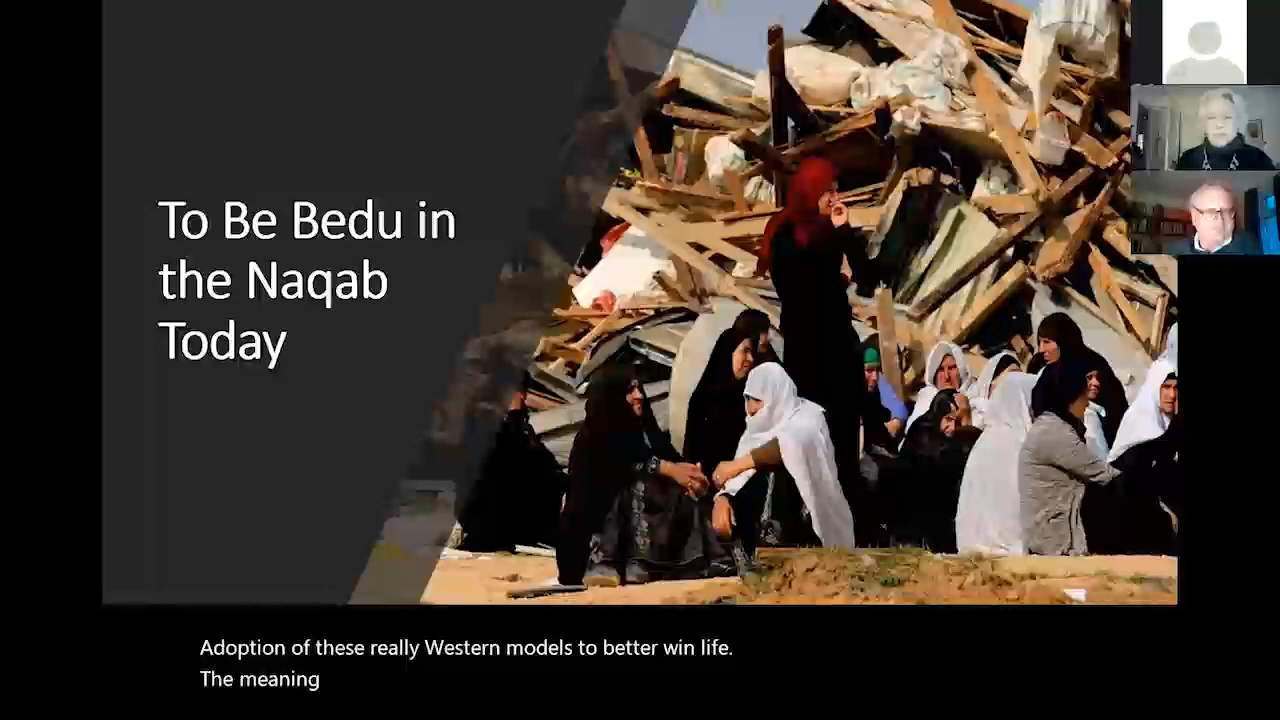 To Be Bedu in
the Naqab
Today
Adoption of these really Western models to better win life.
The meaning